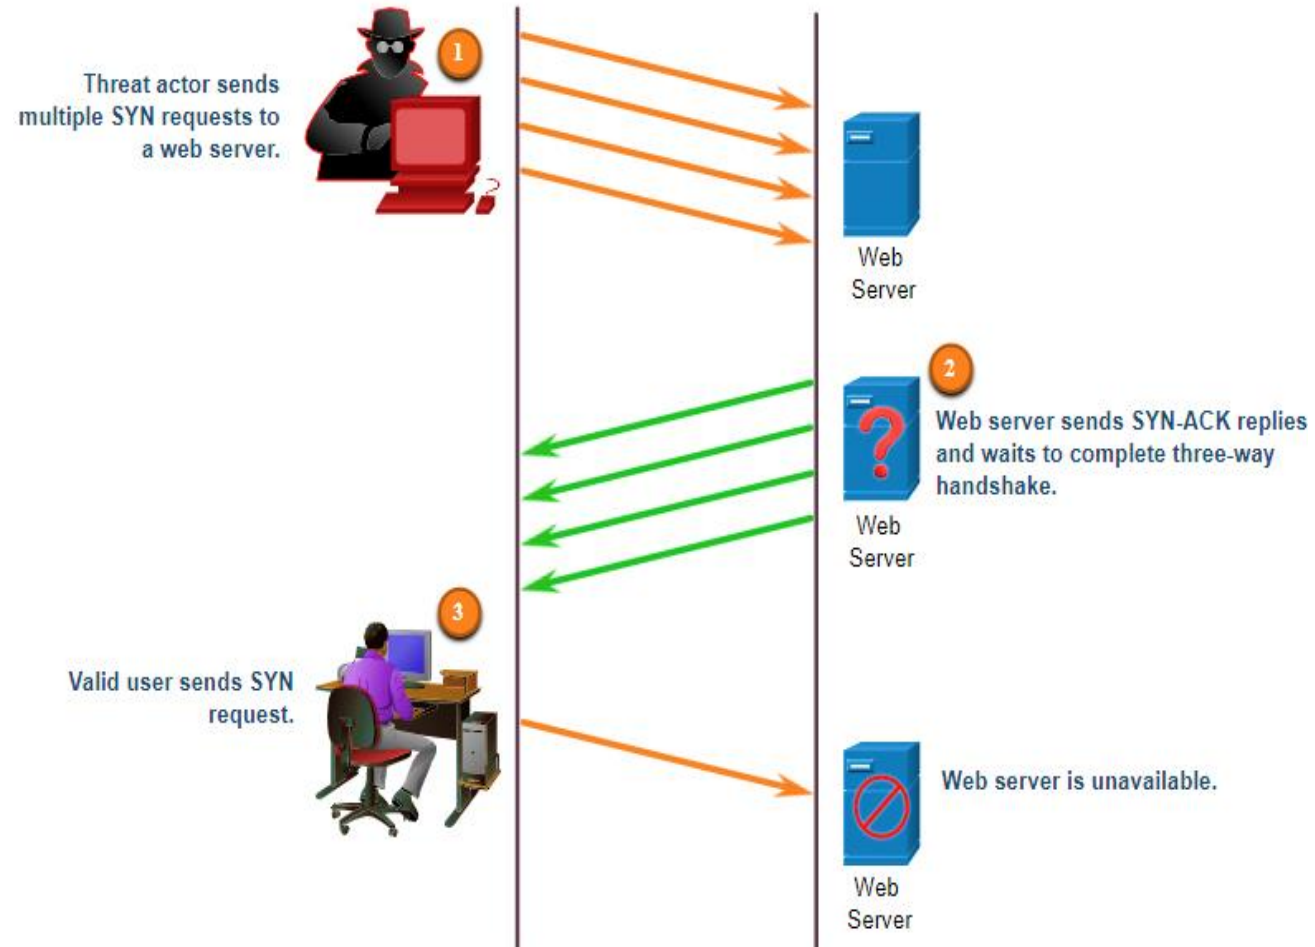 1
Threat actor sends
multiple SYN requests to
a web server.
Web
Server
2
Web server sends SYN-ACK replies
and waits to complete three-way
handshake.
Web
Server
3
Valid user sends SYN
request.
Web server is unavailable.
Web
Server